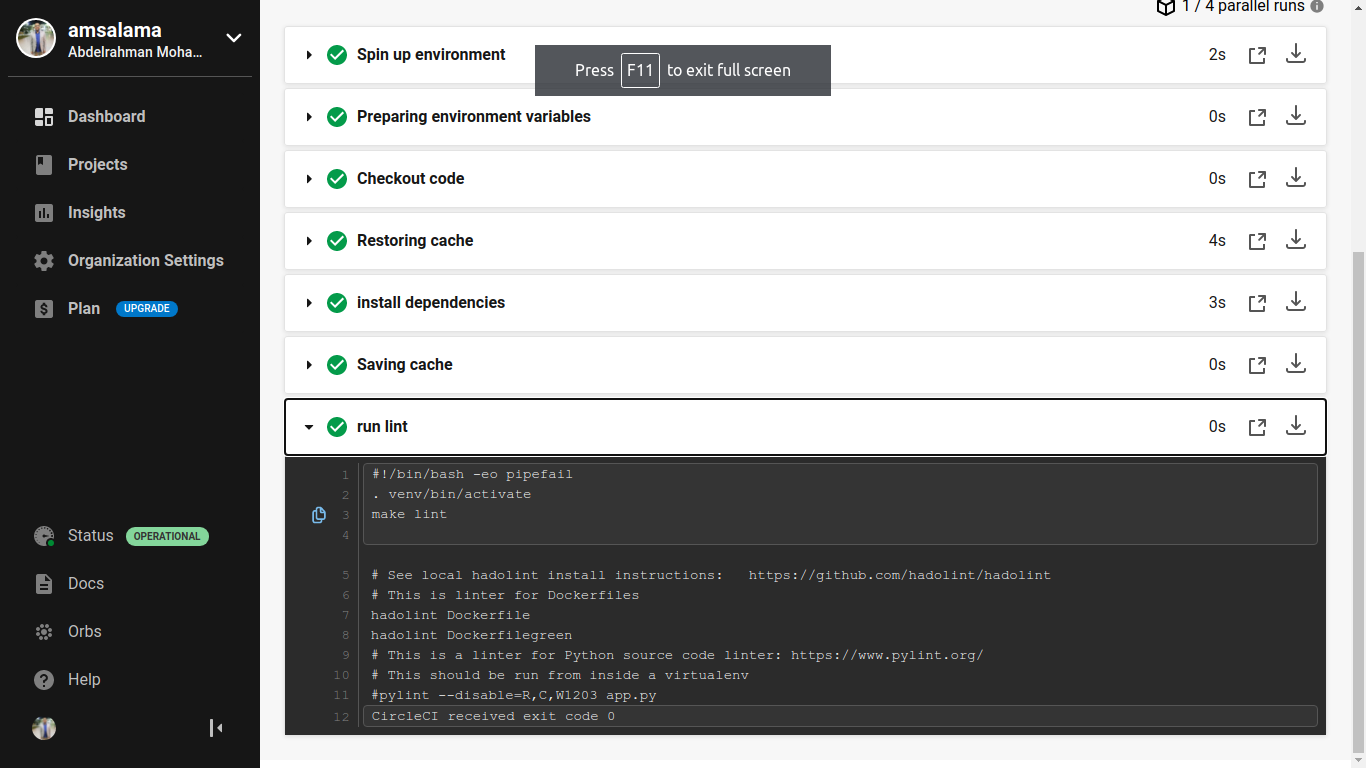 amsalama
Abdelrahman Moha...
Dashboard
Projects
Insights
Organization Settings
Plan UPGRADE
Status OPERATIONAL
Docs
Orbs
Help
1 / 4 parallel runs
Spin up environment 2s
Press F11 to exit full screen
Preparing environment variables 0s
Checkout code 0s
Restoring cache 4s
install dependencies 3s
Saving cache 0s
run lint 0s
1 #!/bin/bash -eo pipefail
2 . venv/bin/activate
3 make lint
4
5 # See local hadolint install instructions:   https://github.com/hadolint/hadolint
6 # This is linter for Dockerfiles
7 hadolint Dockerfile
8 hadolint Dockerfilegreen
9 # This is a linter for Python source code linter: https://www.pylint.org/
10 # This should be run from inside a virtualenv
11 #pylint --disable=R,C,W1203 app.py
12 CircleCI received exit code 0